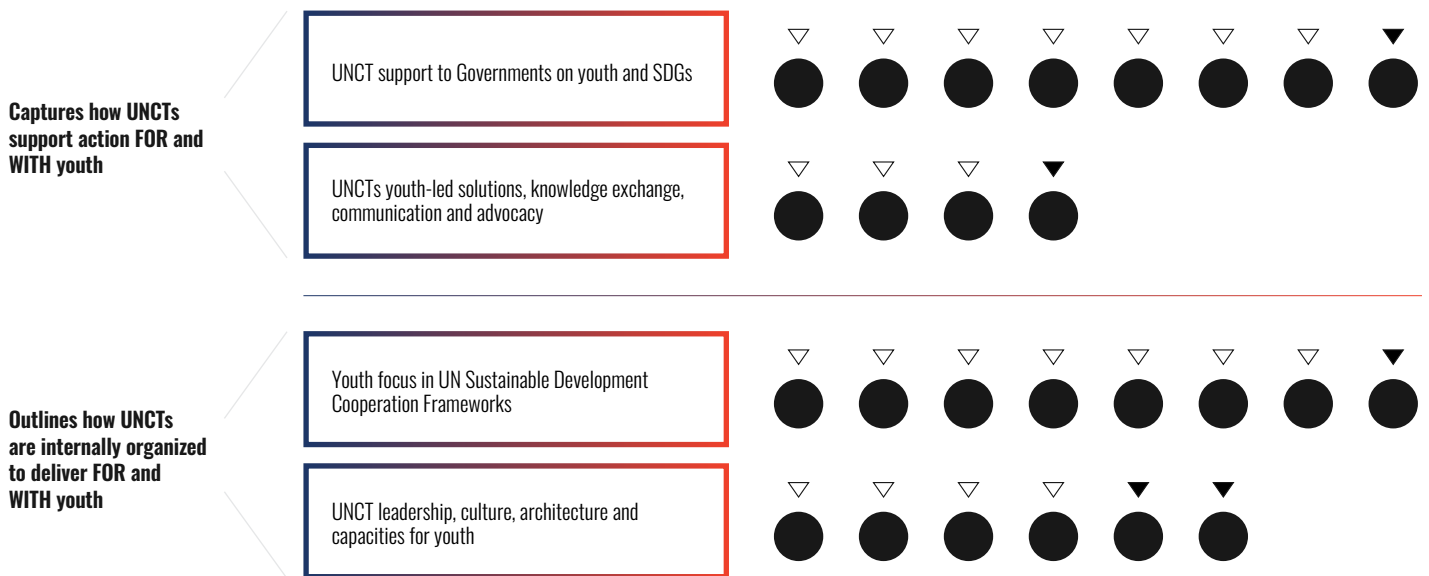 Captures how UNCTs
support action FOR and
WITH youth
UNCT support to Governments on youth and SDGs
UNCTs youth-led solutions, knowledge exchange,
communication and advocacy
Outlines how UNCTs
are internally organized
to deliver FOR and
WITH youth
Youth focus in UN Sustainable Development
Cooperation Frameworks
UNCT leadership, culture, architecture and
capacities for youth